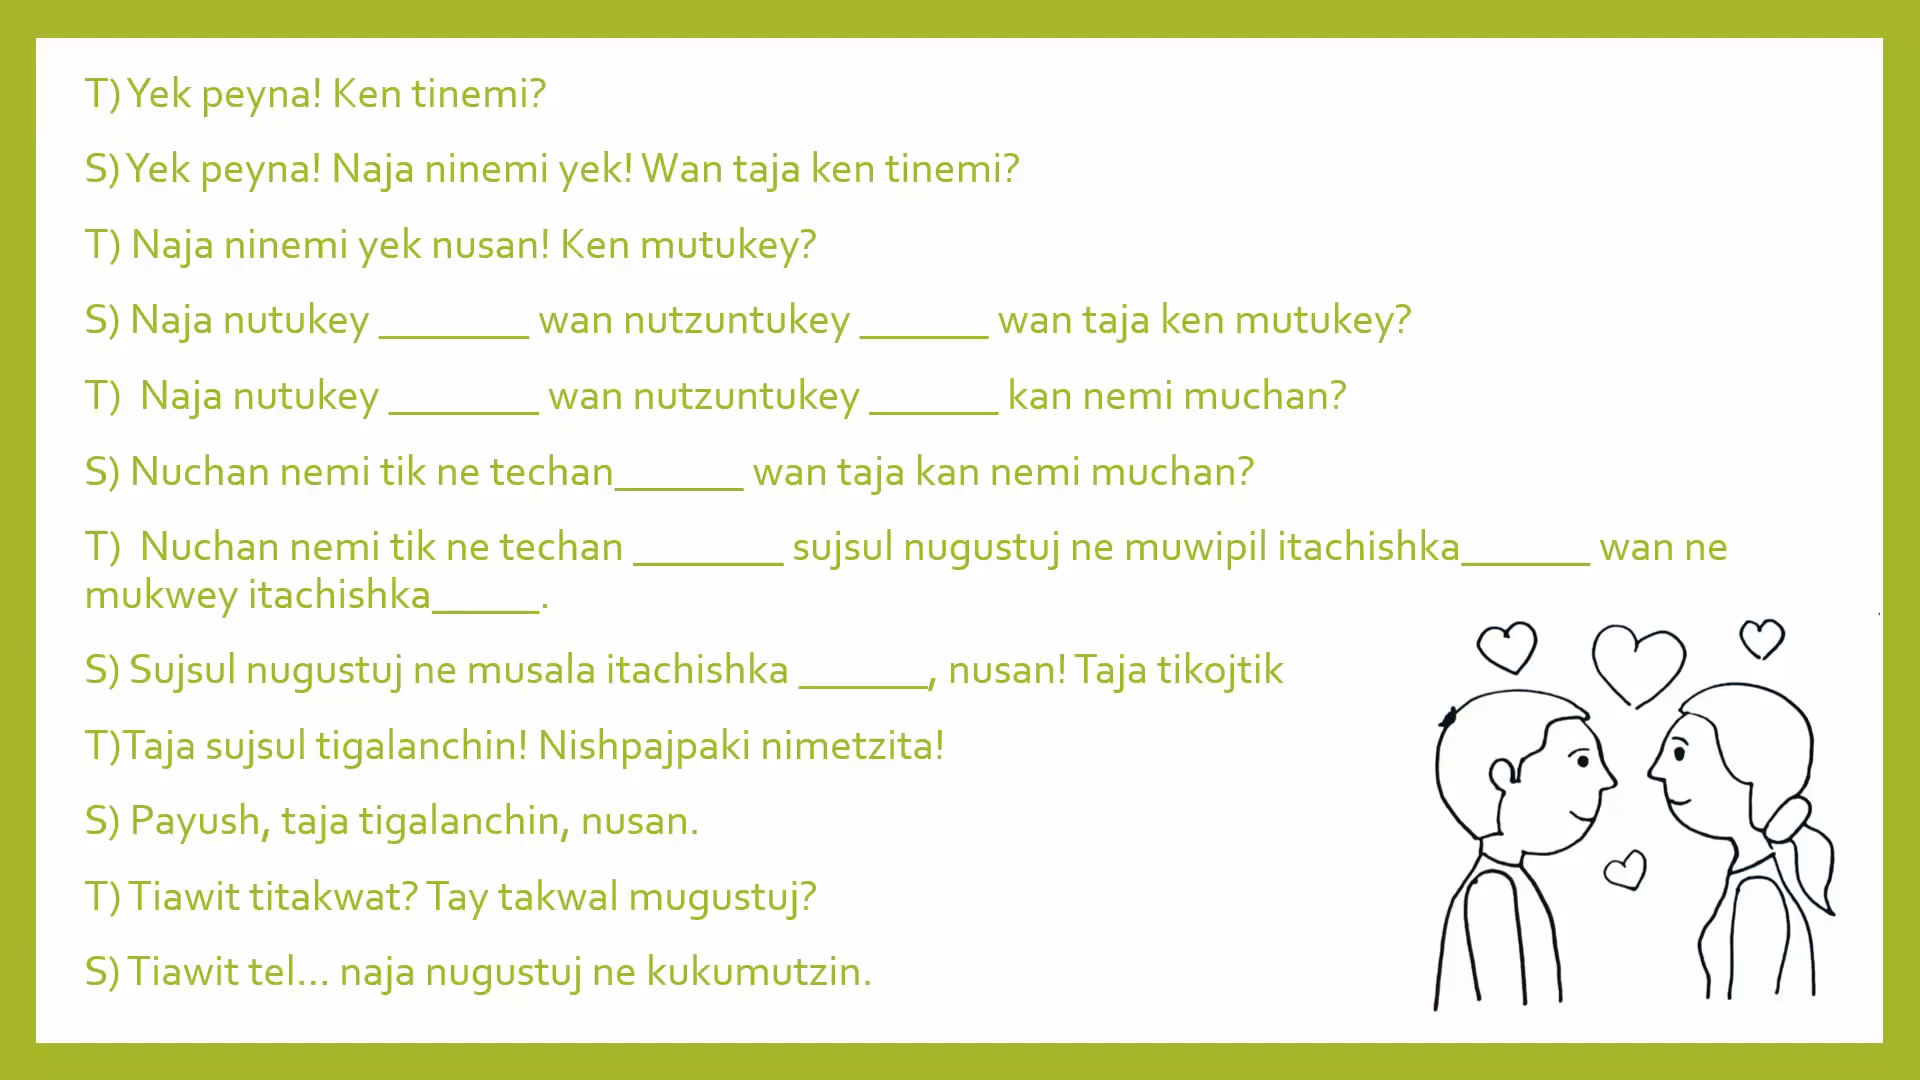 T) Yek peyna! Ken tinemi?
S) Yek peyna! Naja ninemi yek! Wan taja ken tinemi?
T) Naja ninemi yek nusan! Ken mutukey?
S) Naja nutukey _______ wan nutzuntukey ______ wan taja ken mutukey?
T) Naja nutukey _______ wan nutzuntukey ______ kan nemi muchan?
S) Nuchan nemi tik ne techan______ wan taja kan nemi muchan?
T) Nuchan nemi tik ne techan _______ sujsul nugustuj ne muwipil itachishka______ wan ne
mukwey itachishka_____.
S) Sujsul nugustuj ne musala itachishka ______, nusan! Taja tikojtik
T)Taja sujsul tigalanchin! Nishpajpaki nimetzita!
S) Payush, taja tigalanchin, nusan.
T) Tiawit titakwat? Tay takwal mugustuj?
S) Tiawit tel... naja nugustuj ne kukumutzin.